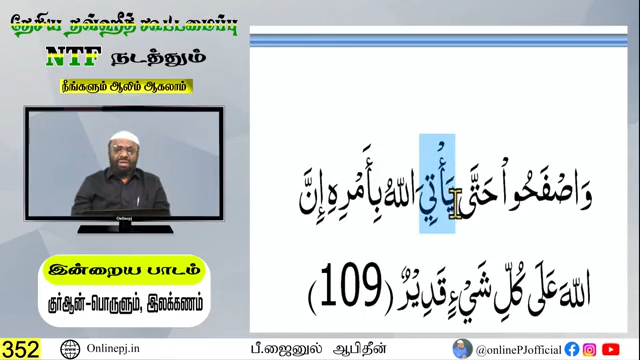 தேசிய தவ்ஹீத் கூட்டமைப்பு
NTF நடத்தும்
நீங்களும் ஆலிம் ஆகலாம்
Onlinepj
இன்றைய பாடம்
குர்ஆன்-பொருளும், இலக்கணம்
وَاصْفَحُوا۟ حَتَّى يَأْتِيَ اللّٰهُ بِأَمْرِهِ إِنَّ
اللّٰهَ عَلَى كُلِّ شَيْءٍ قَدِيْرٌ (109)
352
Onlinepj.in
பீ.ஜைனுல் ஆபிதீன்
@onlinePJofficial